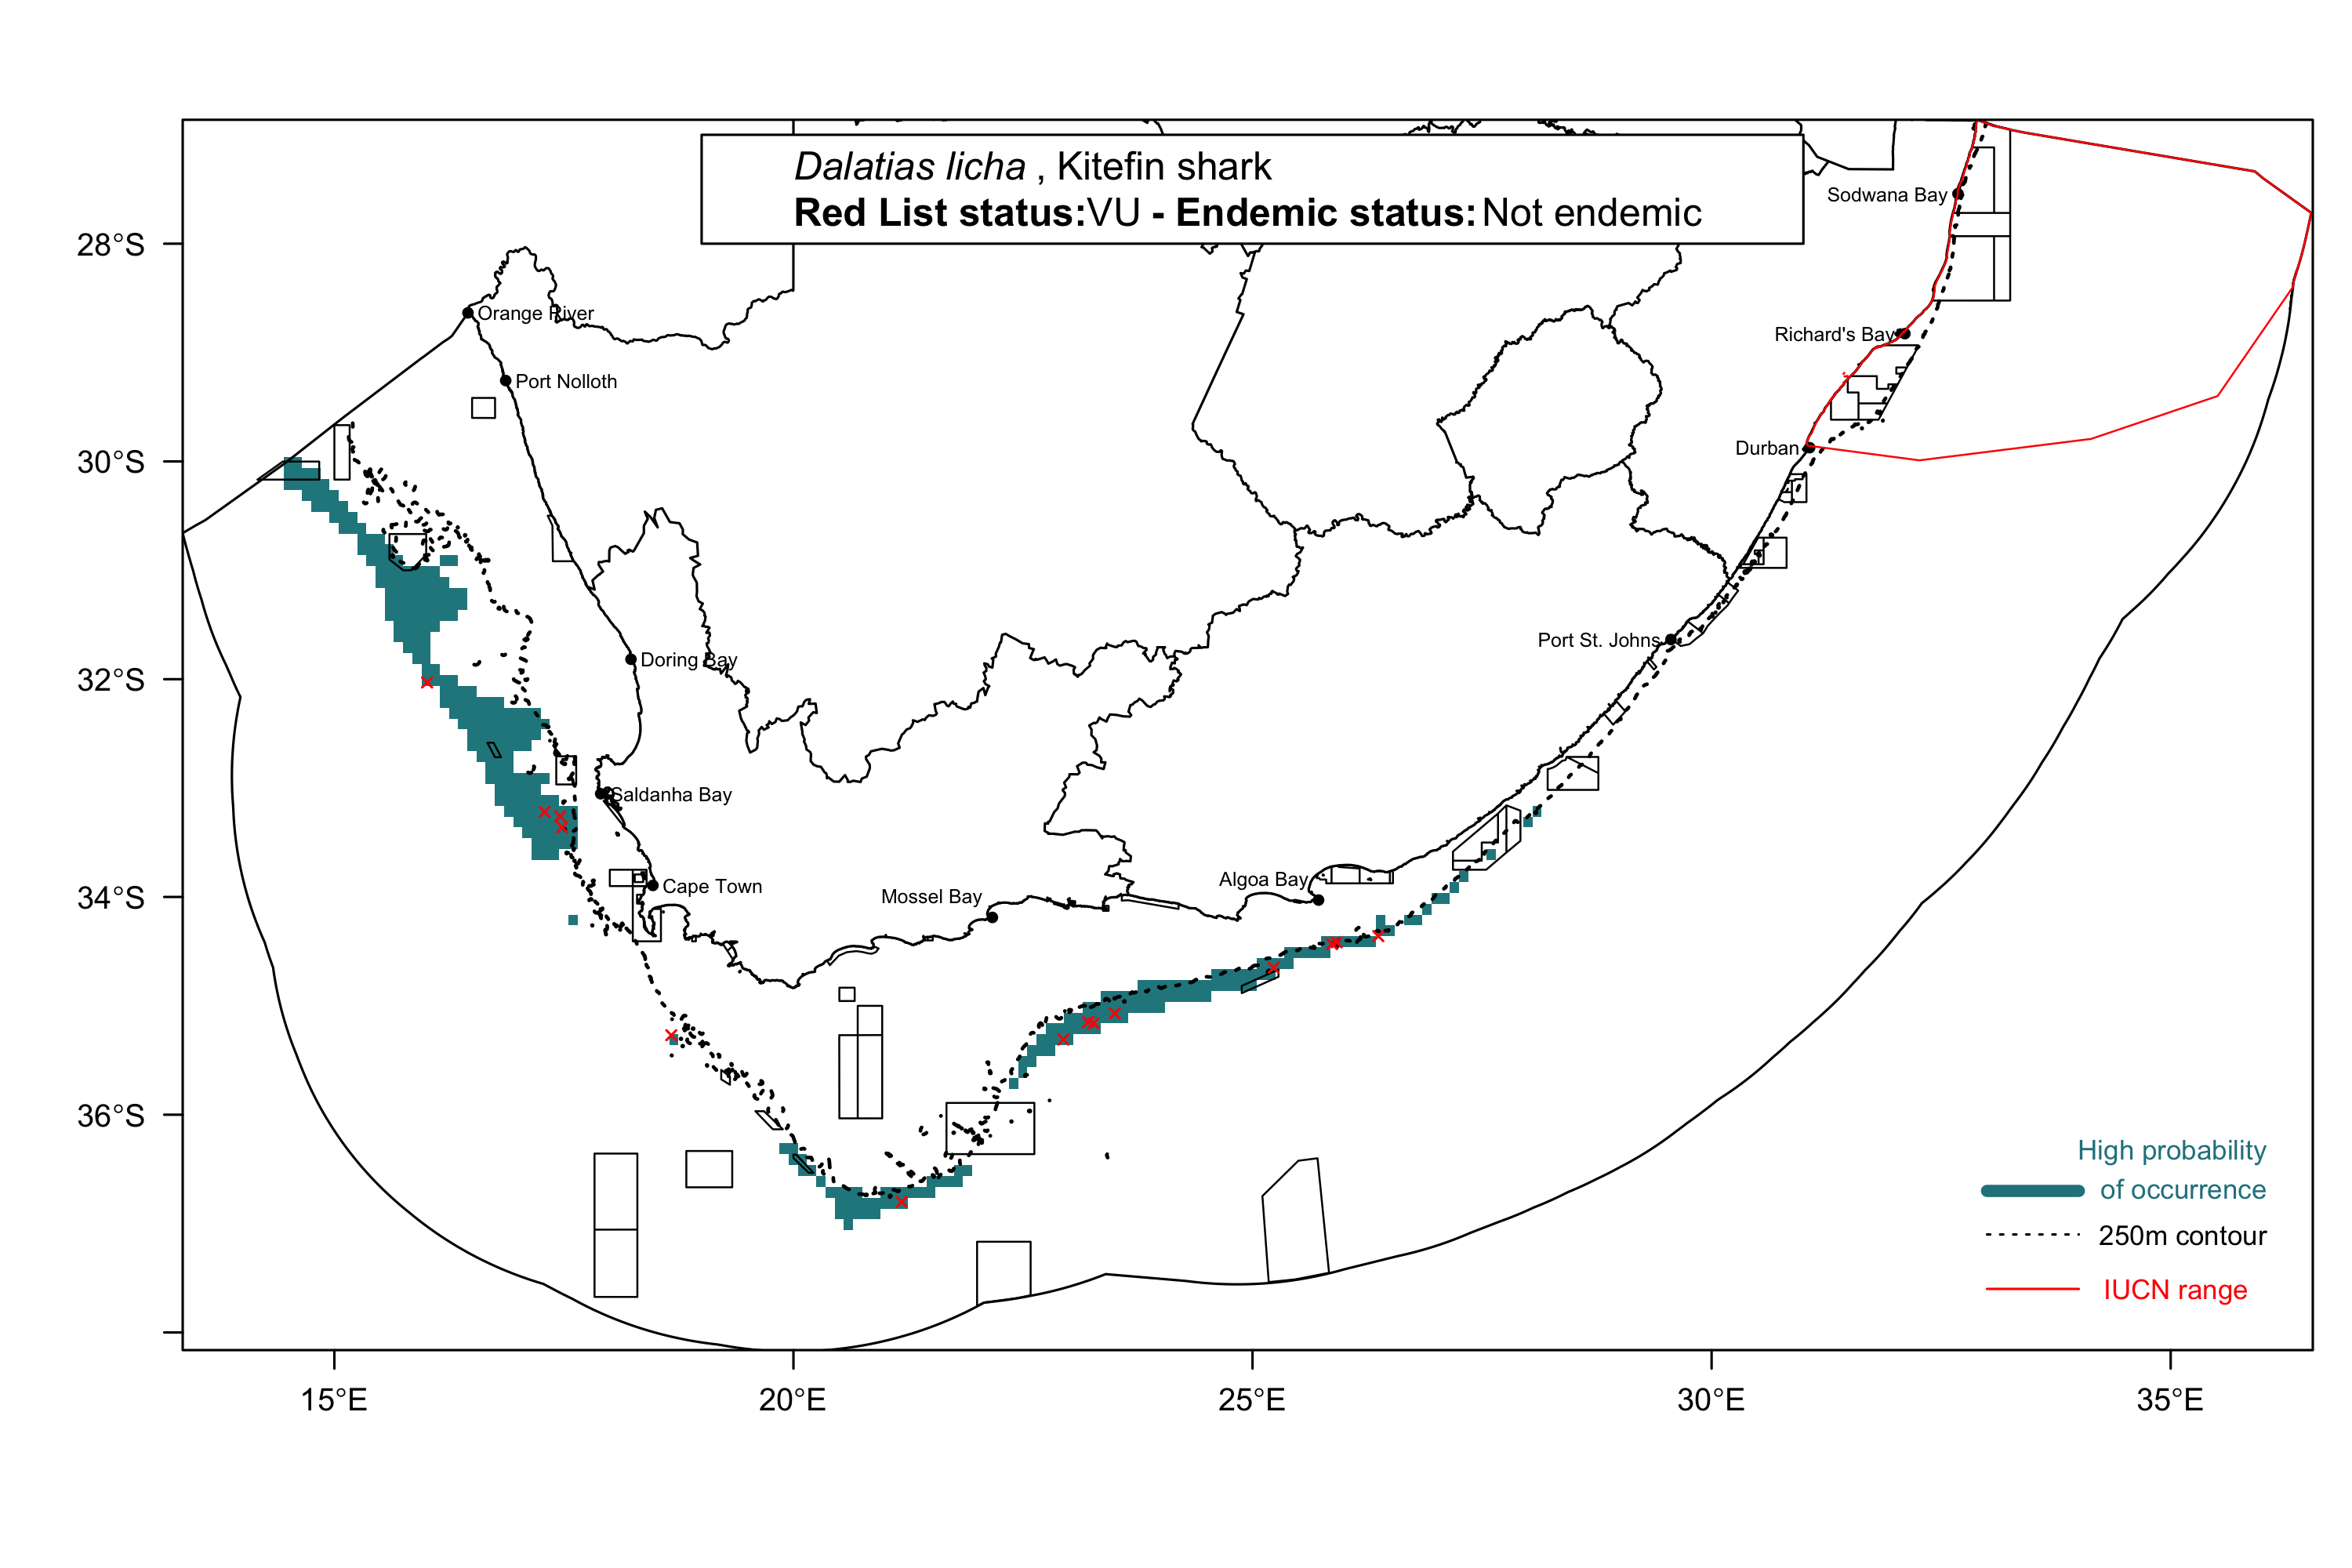 Dalatias licha , Kitefin shark
Red List status:VU - Endemic status: Not endemic
Sodwana Bay
28°S
Orange River
Richard's Bay
Port Nolloth
Durban
30°S
Port St. Johns
Doring Bay
32°S
Saldanha Bay
Algoa Bay
Cape Town
Mossel Bay
34°S
36°S
High probability
of occurrence
250m contour
IUCN range
15°E
20°E
25°E
30°E
35°E